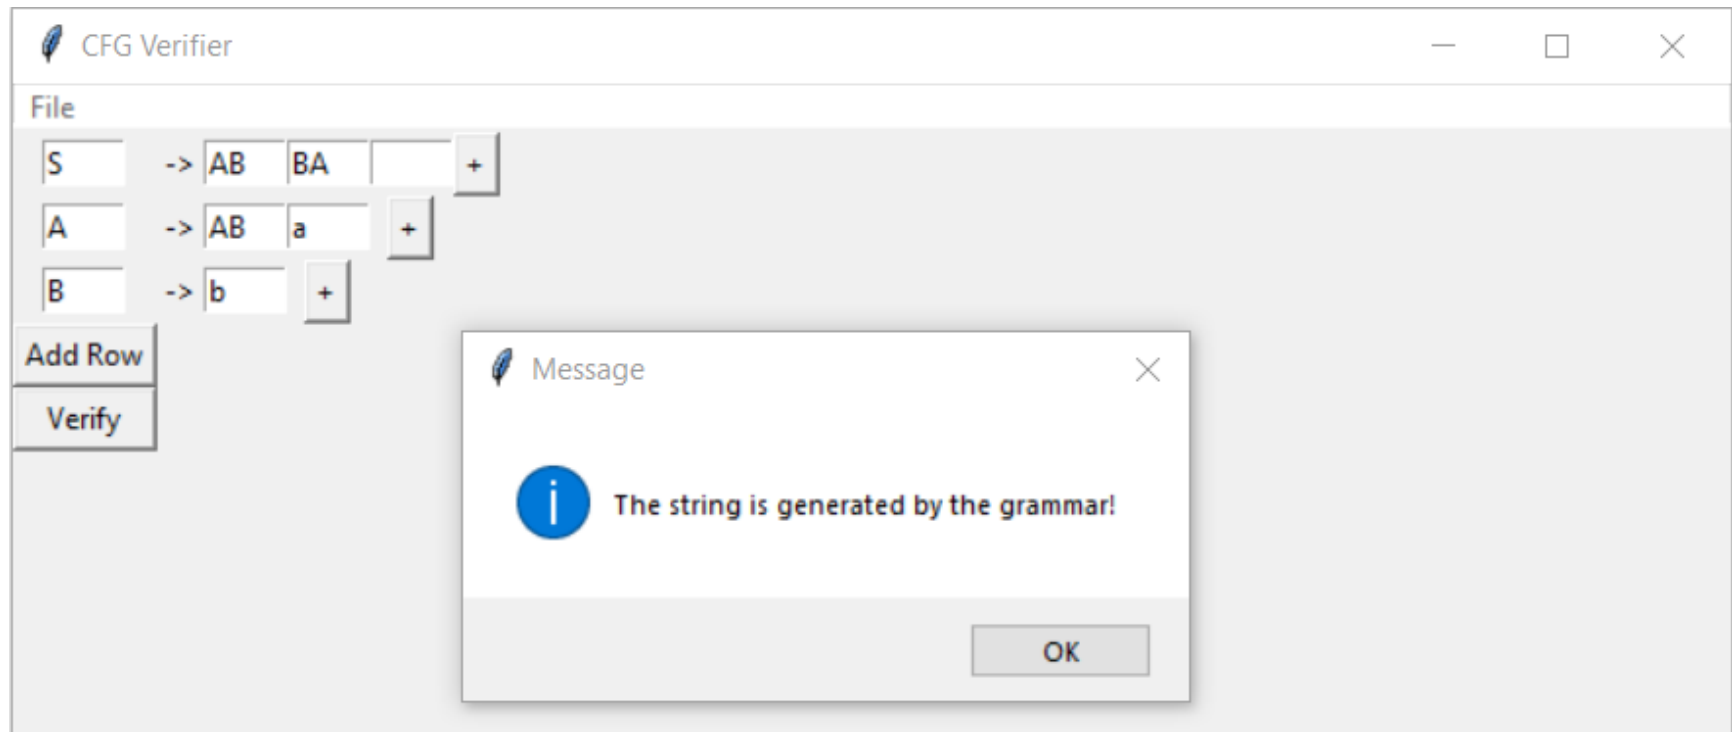 CFG Verifier
File
S -> AB BA +
A -> AB a +
B -> b +
Add Row
Verify
Message
i
The string is generated by the grammar!
OK